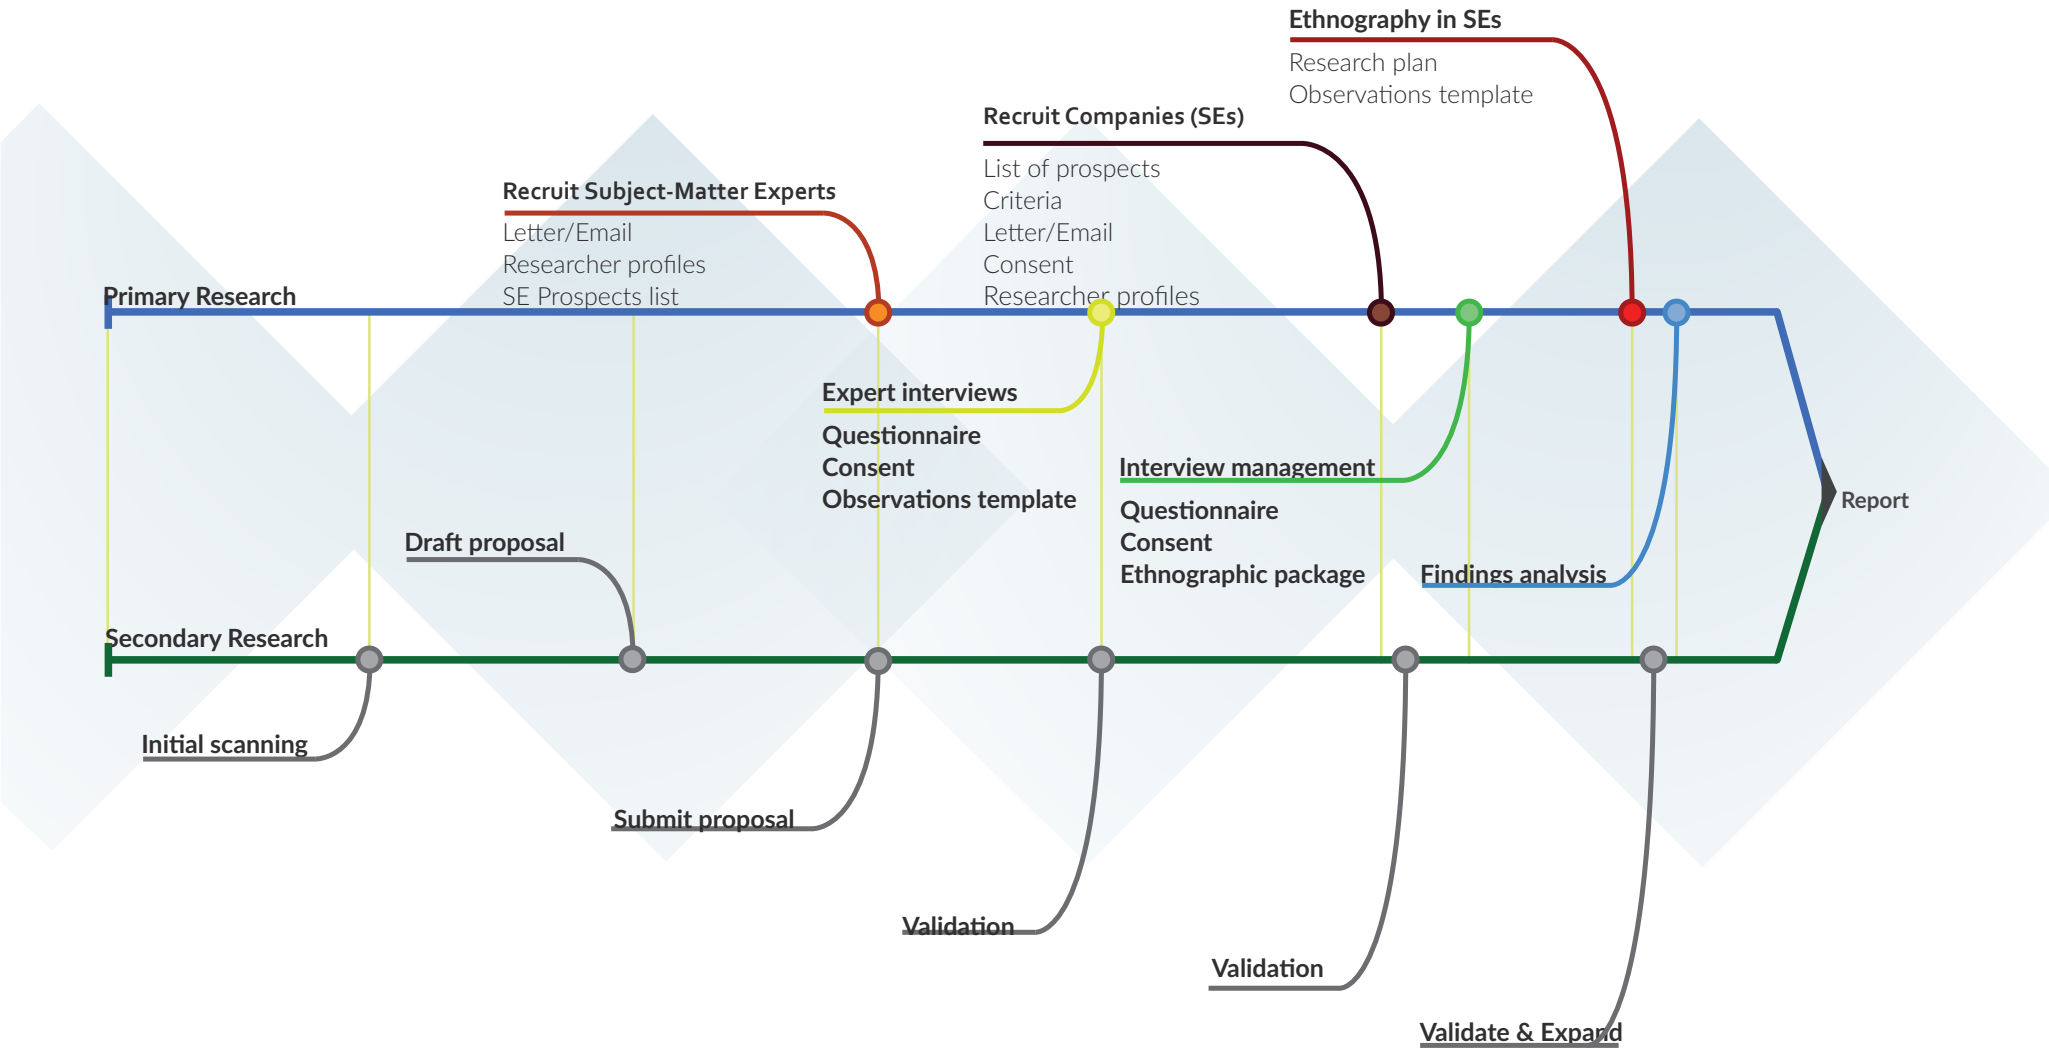 Ethnography in SEs
Research plan
Observations template
Recruit Companies (SEs)
List of prospects
Criteria
Letter/Email
Consent
Researcher profiles
Recruit Subject-Matter Experts
Letter/Email
Researcher profiles
SE Prospects list
Primary Research
Expert interviews
Questionnaire
Consent
Observations template
Interview management
Questionnaire
Consent
Ethnographic package
Findings analysis
Report
Draft proposal
Secondary Research
Initial scanning
Submit proposal
Validation
Validation
Validate & Expand